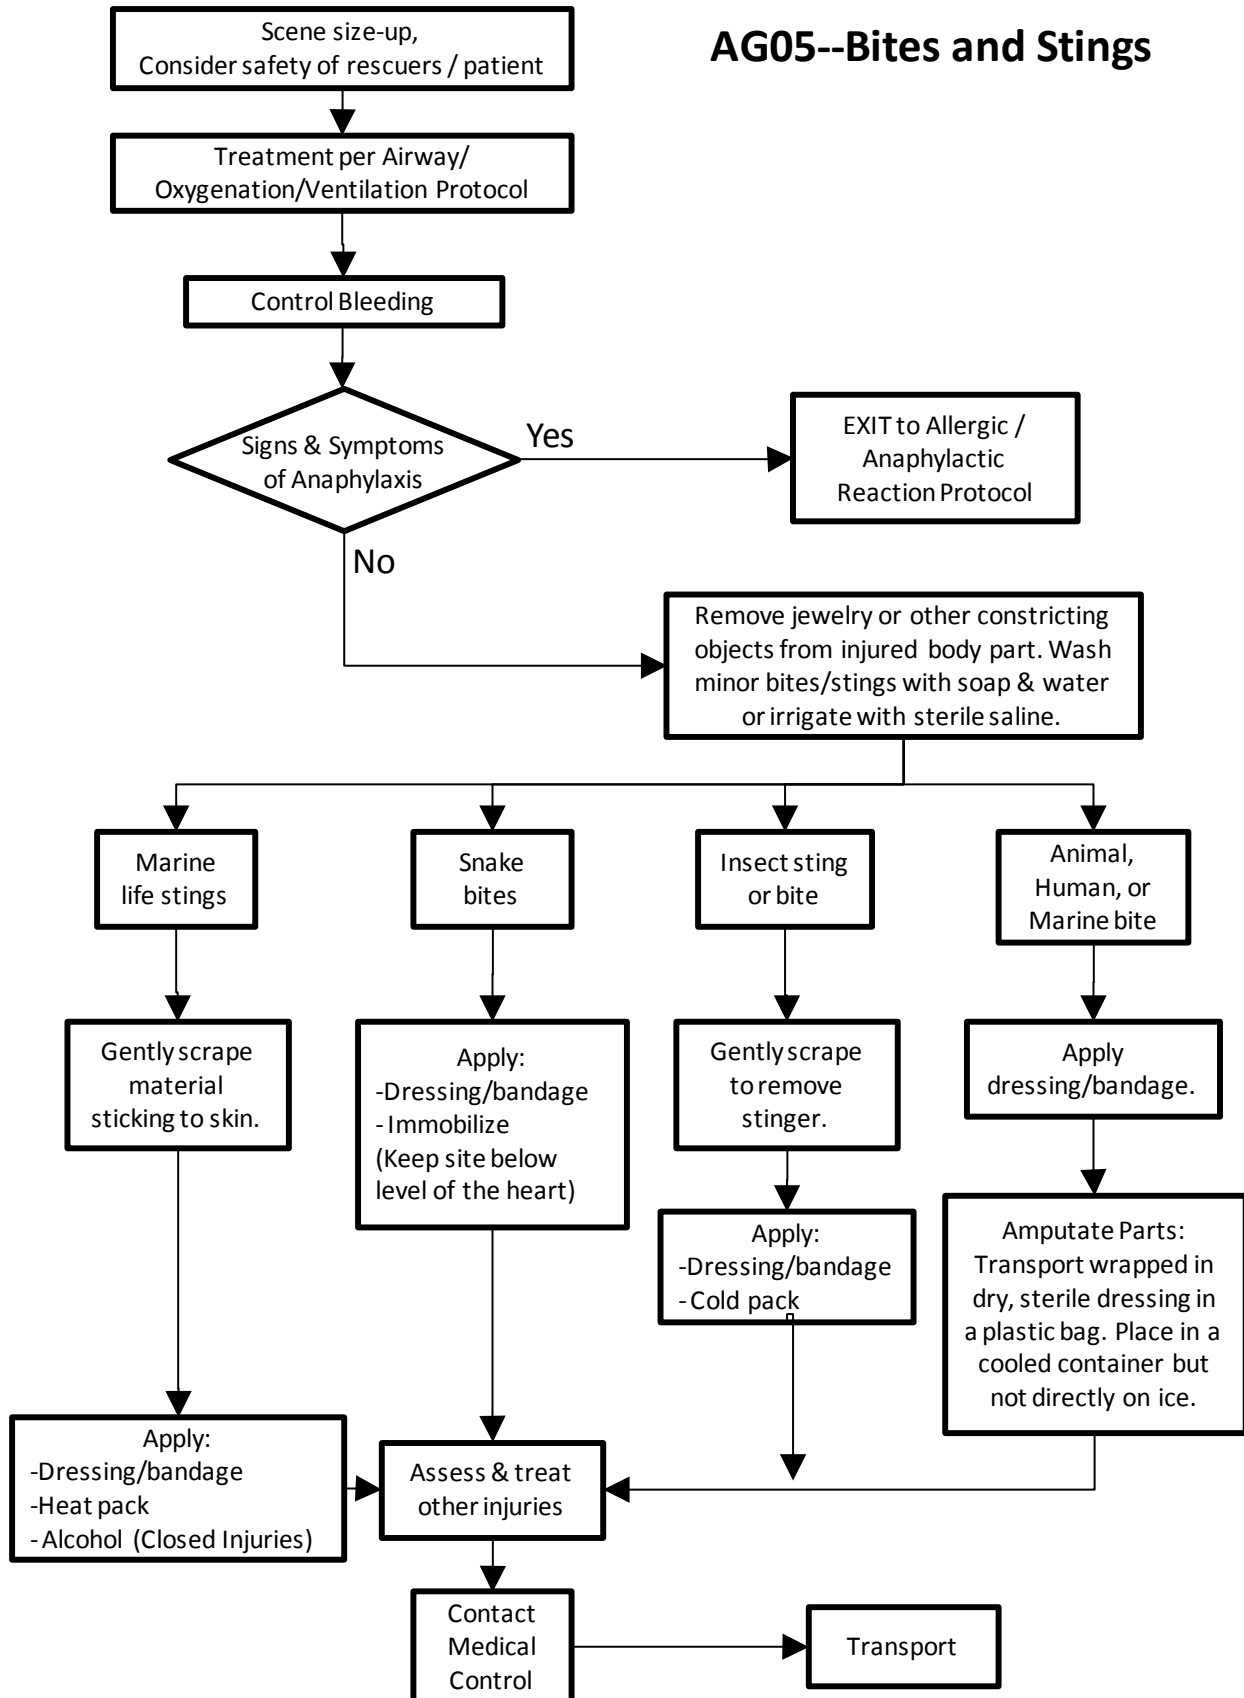 AG05--Bites and Stings
Scene size-up,
Consider safety of rescuers / patient
Treatment per Airway/
Oxygenation/Ventilation Protocol
Control Bleeding
Signs & Symptoms
of Anaphylaxis
Yes
EXIT to Allergic /
Anaphylactic
Reaction Protocol
No
Remove jewelry or other constricting
objects from injured body part. Wash
minor bites/stings with soap & water
or irrigate with sterile saline.
Marine
life stings
Snake
bites
Insect sting
or bite
Animal,
Human, or
Marine bite
Gently scrape
material
sticking to skin.
Apply:
-Dressing/bandage
- Immobilize
(Keep site below
level of the heart)
Gently scrape
to remove
stinger.
Apply
dressing/bandage.
Apply:
-Dressing/bandage
- Cold pack
Amputate Parts:
Transport wrapped in
dry, sterile dressing in
a plastic bag. Place in a
cooled container but
not directly on ice.
Apply:
-Dressing/bandage
-Heat pack
- Alcohol (Closed Injuries)
Assess & treat
other injuries
Contact
Medical
Control
Transport